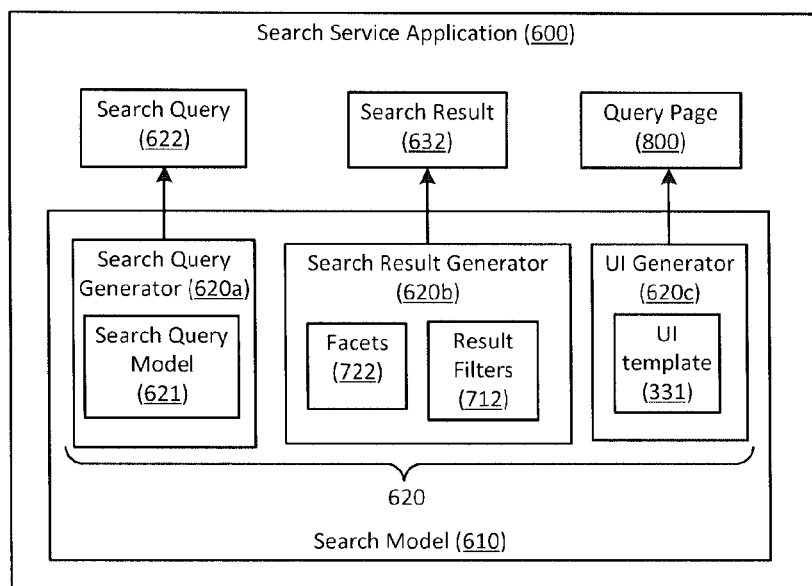 Search Service Application (600)
Search Query
(622)
Search Result
(632)
Query Page
(800)
Search Query
Generator (620a)
Search Query
Model
(621)
Search Result Generator
(620b)
Facets
(722)
Result
Filters
(712)
UI Generator
(620c)
UI
template
(331)
620
Search Model (610)